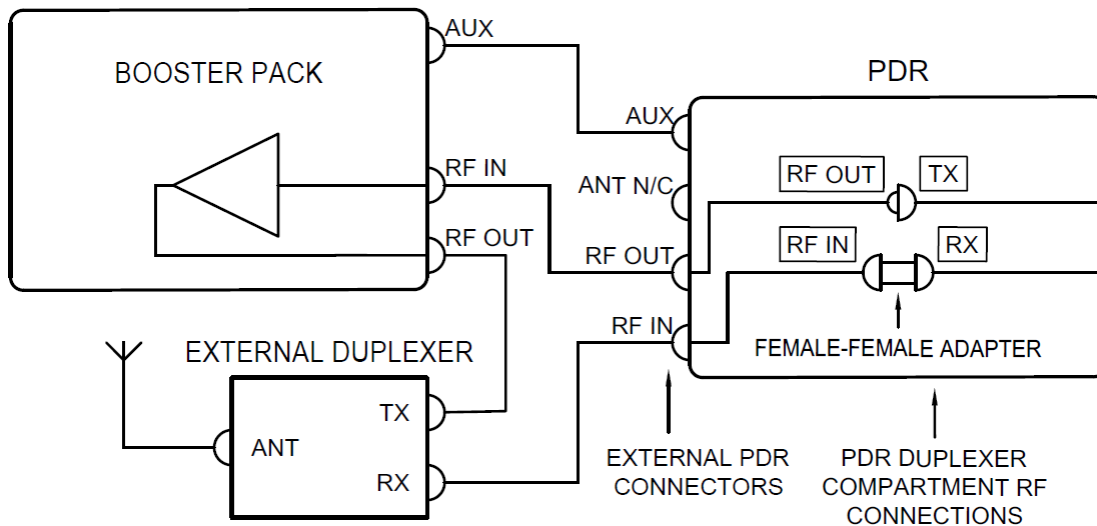 AUX
BOOSTER PACK
PDR
AUX
RF IN
ANT N/C
RF OUT
TX
RF OUT
RF OUT
RF IN
RX
RF IN
EXTERNAL DUPLEXER
FEMALE-FEMALE ADAPTER
TX
ANT
RX
EXTERNAL PDR
CONNECTORS
PDR DUPLEXER
COMPARTMENT RF
CONNECTIONS